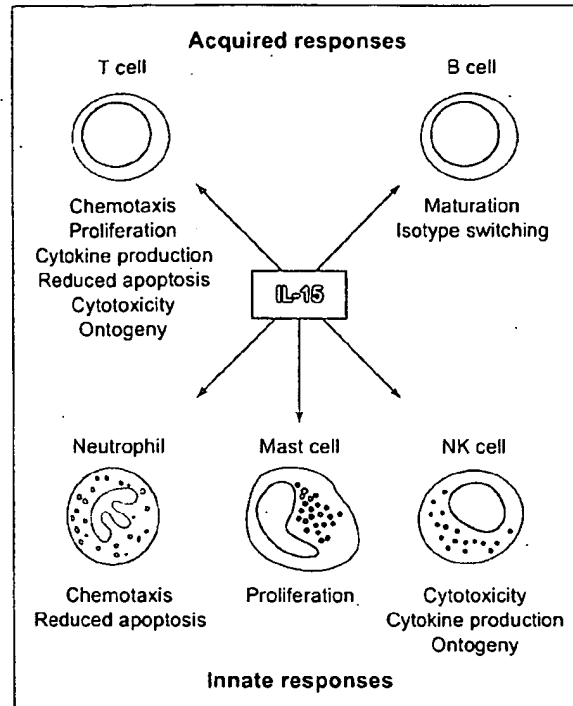 Acquired responses
T cell
Chemotaxis
Proliferation
Cytokine production
Reduced apoptosis
Cytotoxicity
Ontogeny
B cell
Maturation
Isotype switching
IL-15
Neutrophil
Chemotaxis
Reduced apoptosis
Mast cell
Proliferation
NK cell
Cytotoxicity
Cytokine production
Ontogeny
Innate responses